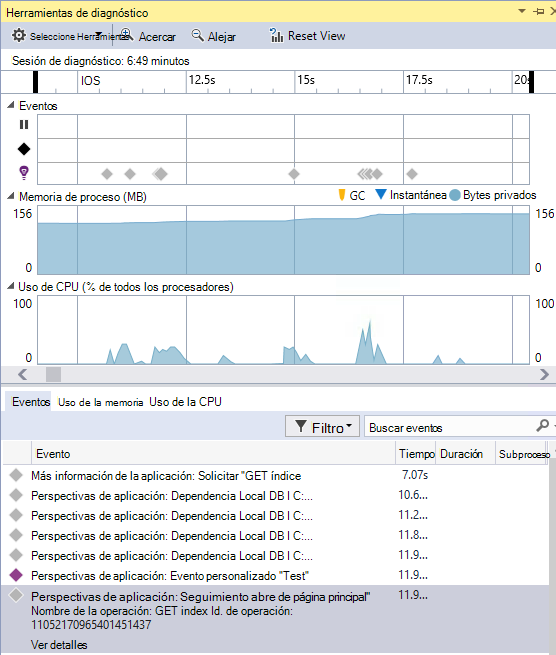 Herramientas de diagnóstico
Seleccione Herramientas Acercar Alejar Reset View
Sesión de diagnóstico: 6:49 minutos
IOS 12.5s 15s 17.5s 20s
Eventos
Memoria de proceso (MB) GC Instantánea Bytes privados
156 156
0 0
Uso de CPU (% de todos los procesadores)
100 100
0 0
Eventos Uso de la memoria Uso de la CPU
Filtro Buscar eventos
Evento Tiempo Duración Subproceso
Más información de la aplicación: Solicitar "GET índice 7.07s
Perspectivas de aplicación: Dependencia Local DB I C:... 10.6...
Perspectivas de aplicación: Dependencia Local DB I C:... 11.2...
Perspectivas de aplicación: Dependencia Local DB I C:... 11.8...
Perspectivas de aplicación: Dependencia Local DB I C:... 11.9...
Perspectivas de aplicación: Evento personalizado "Test" 11.9...
Perspectivas de aplicación: Seguimiento abre de página principal" 11.9...
Nombre de la operación: GET index Id. de operación:
11052170965401451437
Ver detalles